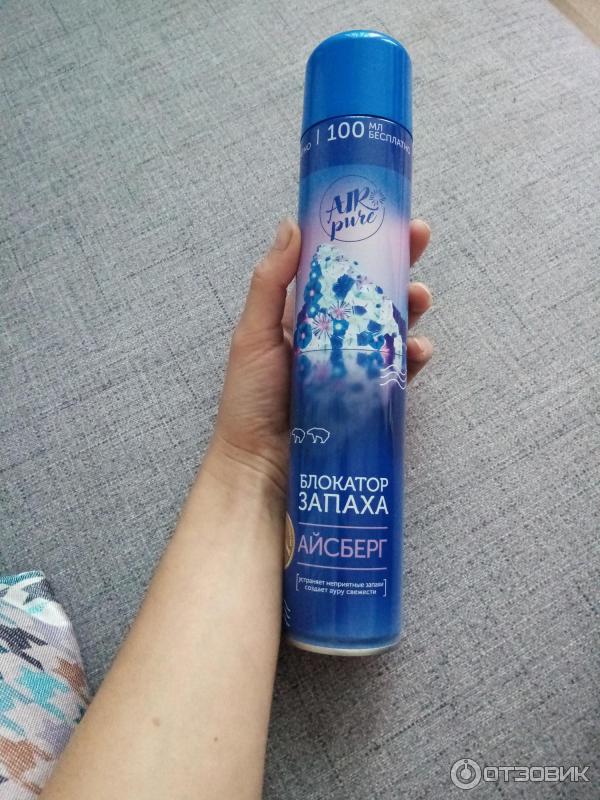 100 МЛ
БЕСПЛАТНО
AIR
pure
БЛОКАТОР
ЗАПАХА
АЙСБЕРГ
устраняет неприятные запахи
создает ауру свежести
ОТЗОВИК